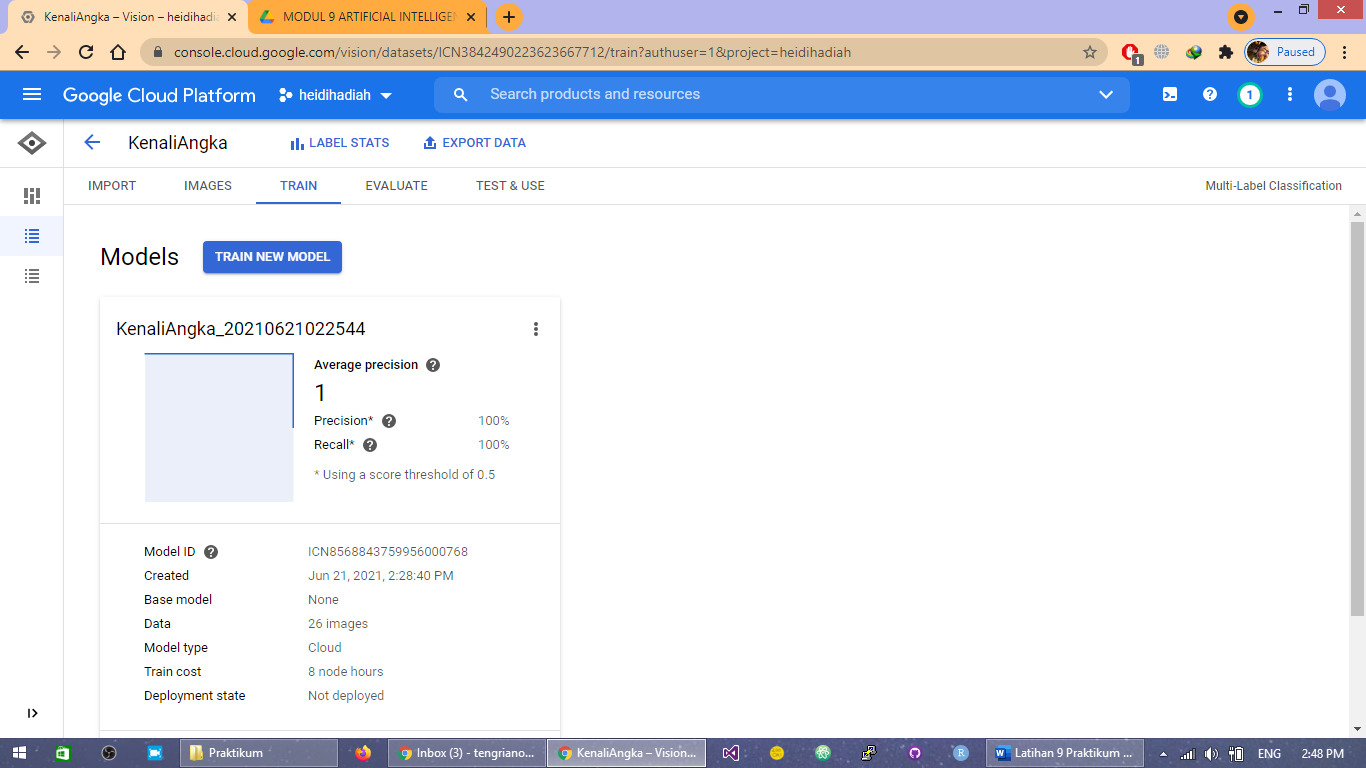 KenaliAngka – Vision – heidihadia
MODUL 9 ARTIFICIAL INTELLIGEN
console.cloud.google.com/vision/datasets/ICN3842490223623667712/train?authuser=1&project=heidihadiah
1
Paused
Google Cloud Platform
heidihadiah
Search products and resources
1
KenaliAngka
LABEL STATS
EXPORT DATA
IMPORT
IMAGES
TRAIN
EVALUATE
TEST & USE
Multi-Label Classification
Models
TRAIN NEW MODEL
KenaliAngka_20210621022544
Average precision
1
Precision* 100%
Recall* 100%
* Using a score threshold of 0.5
Model ID ICN8568843759956000768
Created Jun 21, 2021, 2:28:40 PM
Base model None
Data 26 images
Model type Cloud
Train cost 8 node hours
Deployment state Not deployed
Praktikum
Inbox (3) - tengriano...
KenaliAngka – Vision...
Latihan 9 Praktikum ...
ENG
2:48 PM